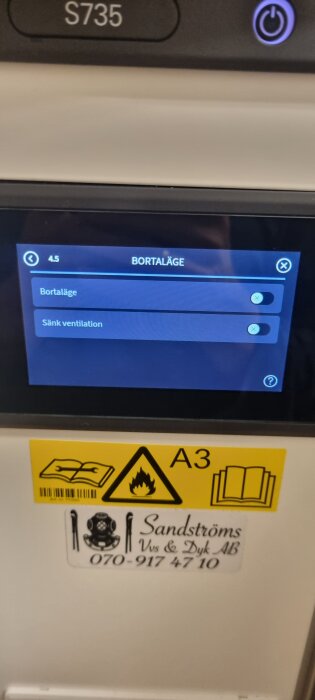 S735
4.5 BORTALÄGE
Bortaläge
Sänk ventilation
A3
Sandströms
Vvs & Dyk AB
070-917 47 10